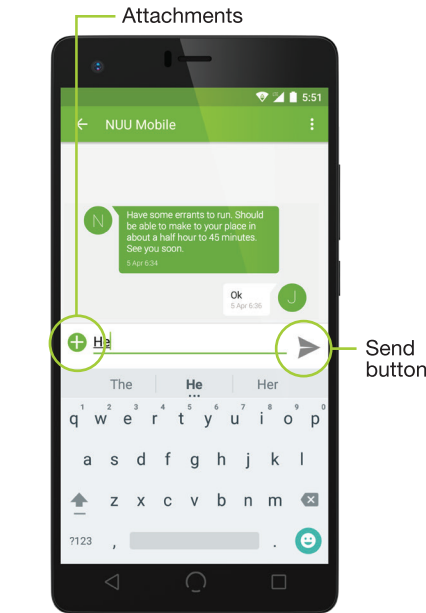 Attachments
5:51
NUU Mobile
N
Have some errants to run. Should
be able to make to your place in
about a half hour to 45 minutes.
See you soon.
5 Apr 6:34
Ok
5 Apr 6:36
J
He
Send
button
The He Her
1 2 3 4 5 6 7 8 9 0
q w e r t y u i o p
a s d f g h j k l
z x c v b n m
?123 , .